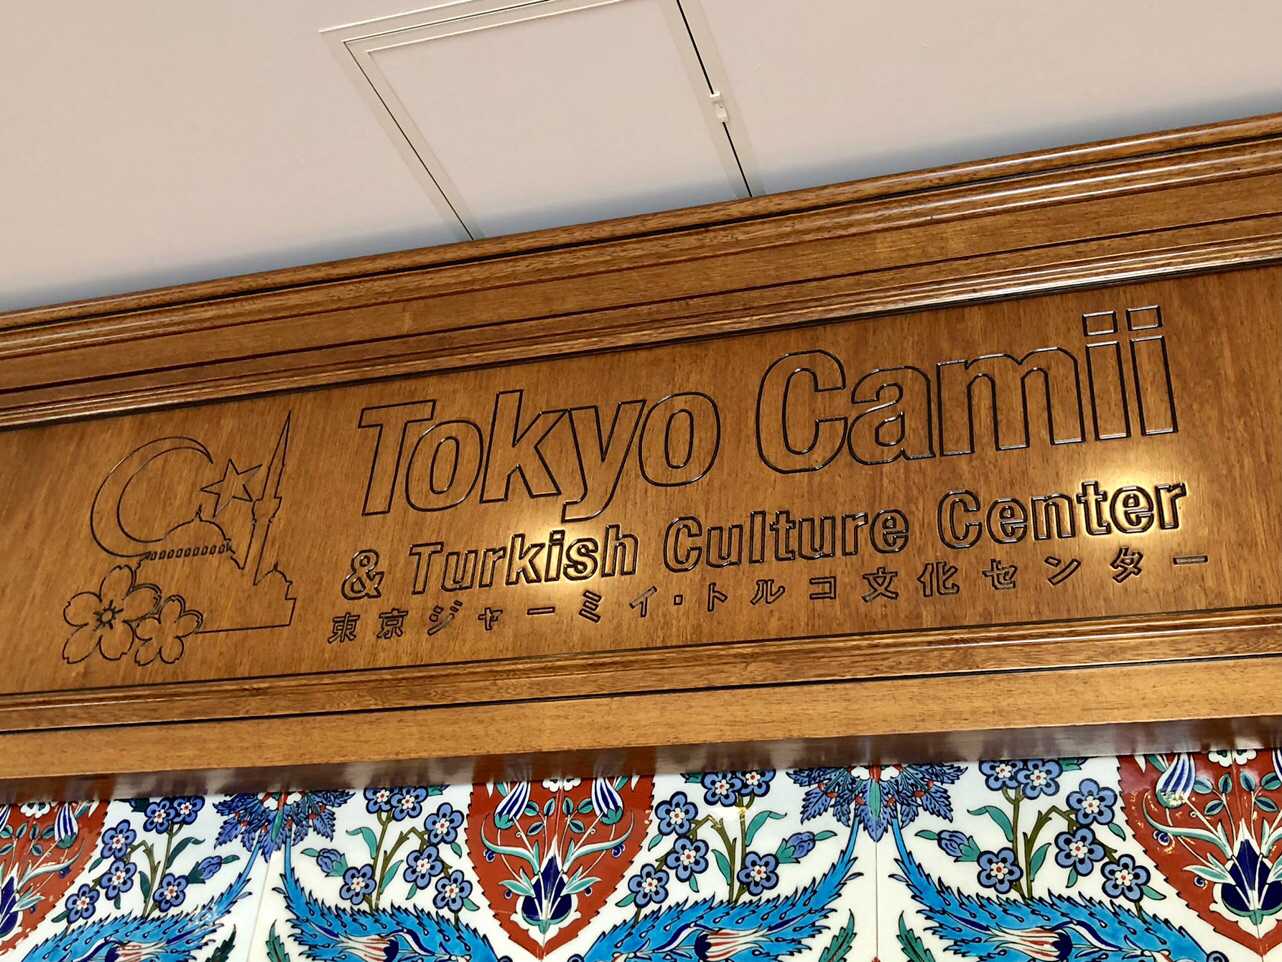 Tokyo Camii
& Turkish Culture Center
東京ジャーミイ・トルコ文化センター